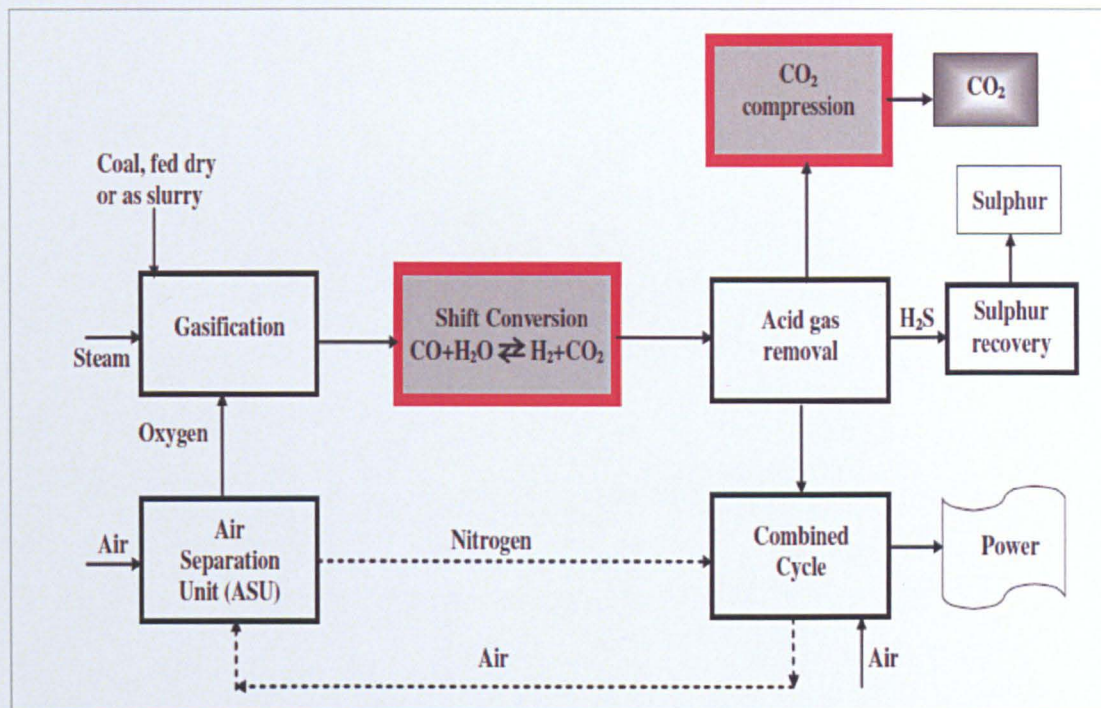 CO₂
compression
CO₂
Coal, fed dry
or as slurry
Sulphur
Gasification
Shift Conversion
CO+H₂O ⇄ H₂+CO₂
Acid gas
removal
H₂S
Sulphur
recovery
Steam
Oxygen
Air
Air
Separation
Unit (ASU)
Nitrogen
Combined
Cycle
Power
Air
Air